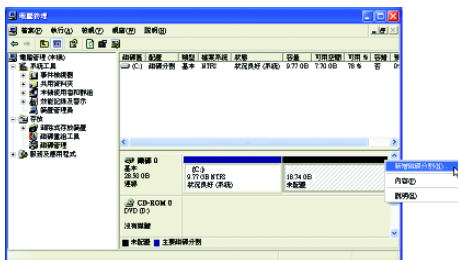 電腦管理
檔案(F) 執行(A) 檢視(V) 視窗(W) 說明(H)
電腦管理 (本機)
系統工具
事件檢視器
共用資料夾
本機使用者和群組
效能記錄及警示
裝置管理員
存放
卸除式存放裝置
磁碟重組工具
磁碟管理
服務及應用程式
磁碟區 配置 類型 檔案系統 狀態 容量 可用空間 可用 %
(C:) 磁碟分割 基本 NTFS 狀況良好 (系統) 9.77 GB 7.70 GB 78 % 否
磁碟 0
基本
28.50 GB
連線
(C:)
9.77 GB NTFS
狀況良好 (系統)
18.74 GB
未配置
CD-ROM 0
DVD (D:)
沒有媒體
未配置 主要磁碟分割
新增磁碟分割(N)...
內容(P)
說明(H)